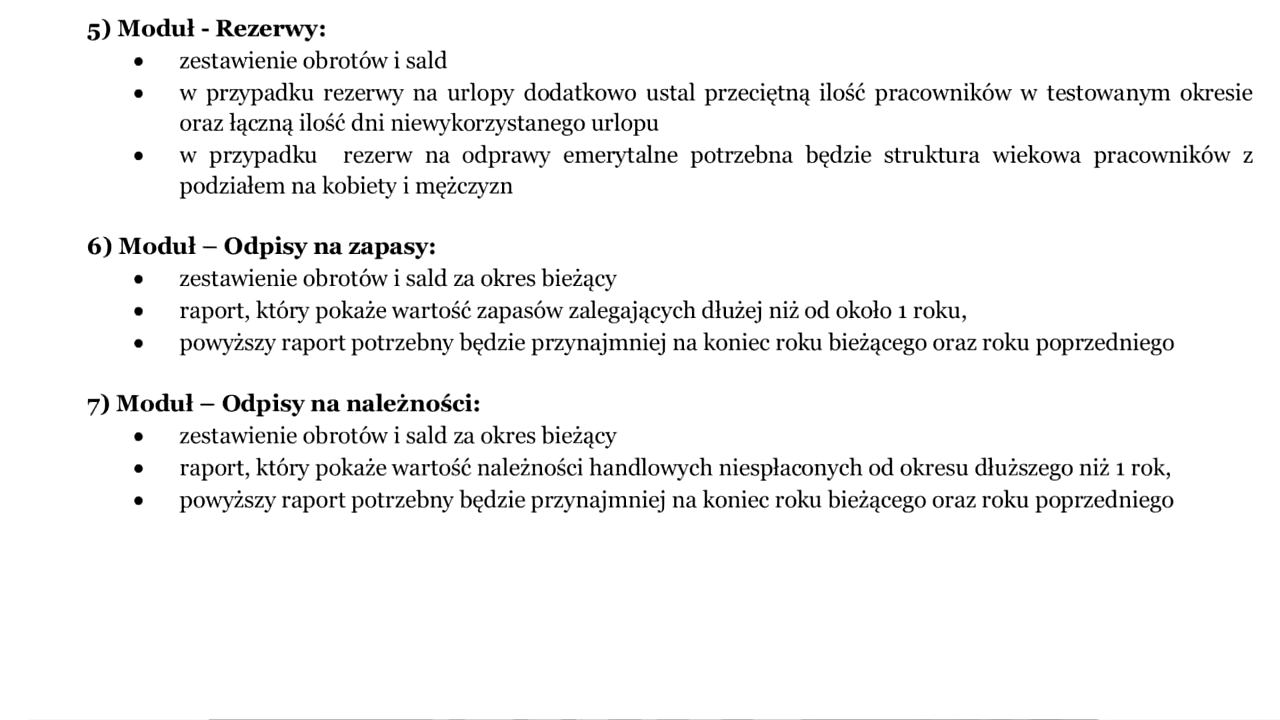 5) Moduł - Rezerwy:
• zestawienie obrotów i sald
• w przypadku rezerwy na urlopy dodatkowo ustal przeciętną ilość pracowników w testowanym okresie
oraz łączną ilość dni niewykorzystanego urlopu
• w przypadku rezerw na odprawy emerytalne potrzebna będzie struktura wiekowa pracowników z
podziałem na kobiety i mężczyzn
6) Moduł – Odpisy na zapasy:
• zestawienie obrotów i sald za okres bieżący
• raport, który pokaże wartość zapasów zalegających dłużej niż od około 1 roku,
• powyższy raport potrzebny będzie przynajmniej na koniec roku bieżącego oraz roku poprzedniego
7) Moduł – Odpisy na należności:
• zestawienie obrotów i sald za okres bieżący
• raport, który pokaże wartość należności handlowych niespłaconych od okresu dłuższego niż 1 rok,
• powyższy raport potrzebny będzie przynajmniej na koniec roku bieżącego oraz roku poprzedniego